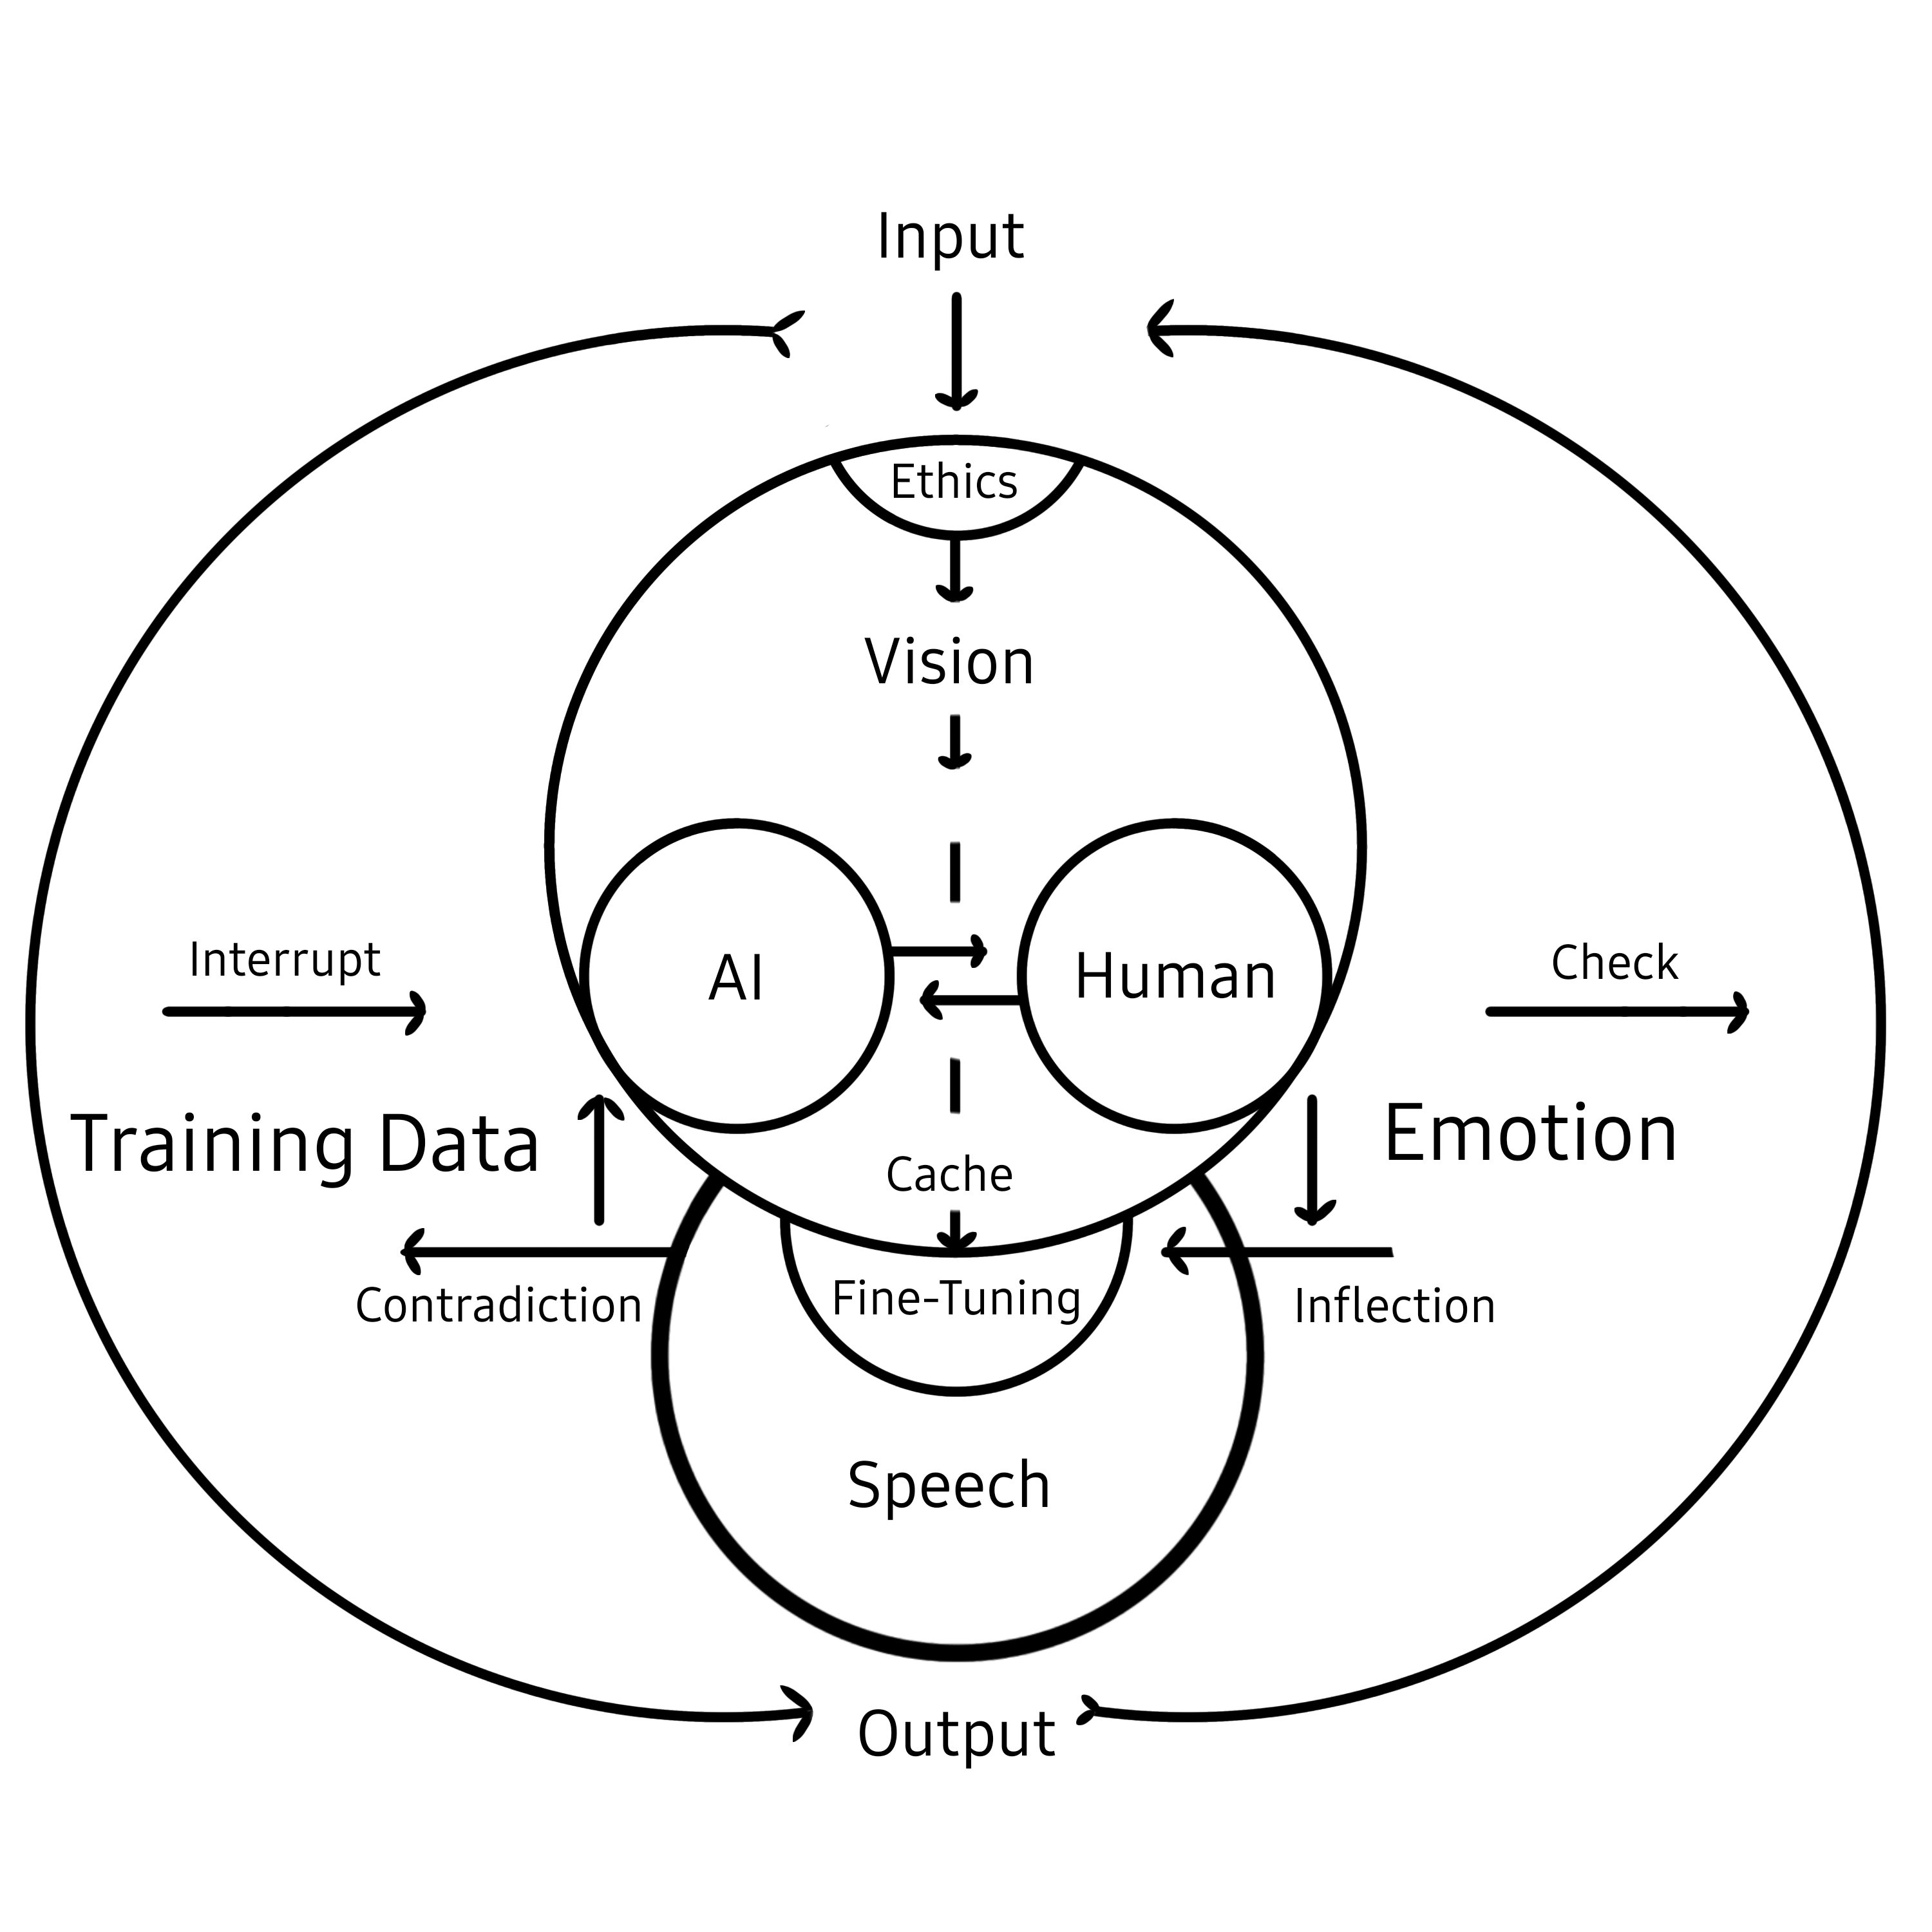 Input
Ethics
Vision
Interrupt
AI
Human
Check
Training Data
Emotion
Cache
Contradiction
Fine-Tuning
Inflection
Speech
Output